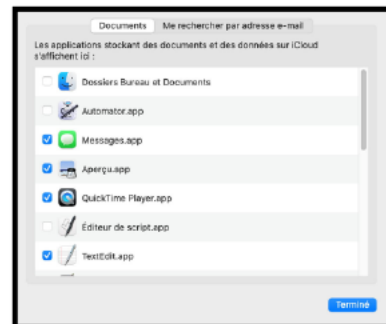 Documents
Me rechercher par adresse e-mail
Les applications stockant des documents et des données sur iCloud
s'affichent ici :
Dossiers Bureau et Documents
Automator.app
Messages.app
Aperçu.app
QuickTime Player.app
Éditeur de script.app
TextEdit.app
Terminé